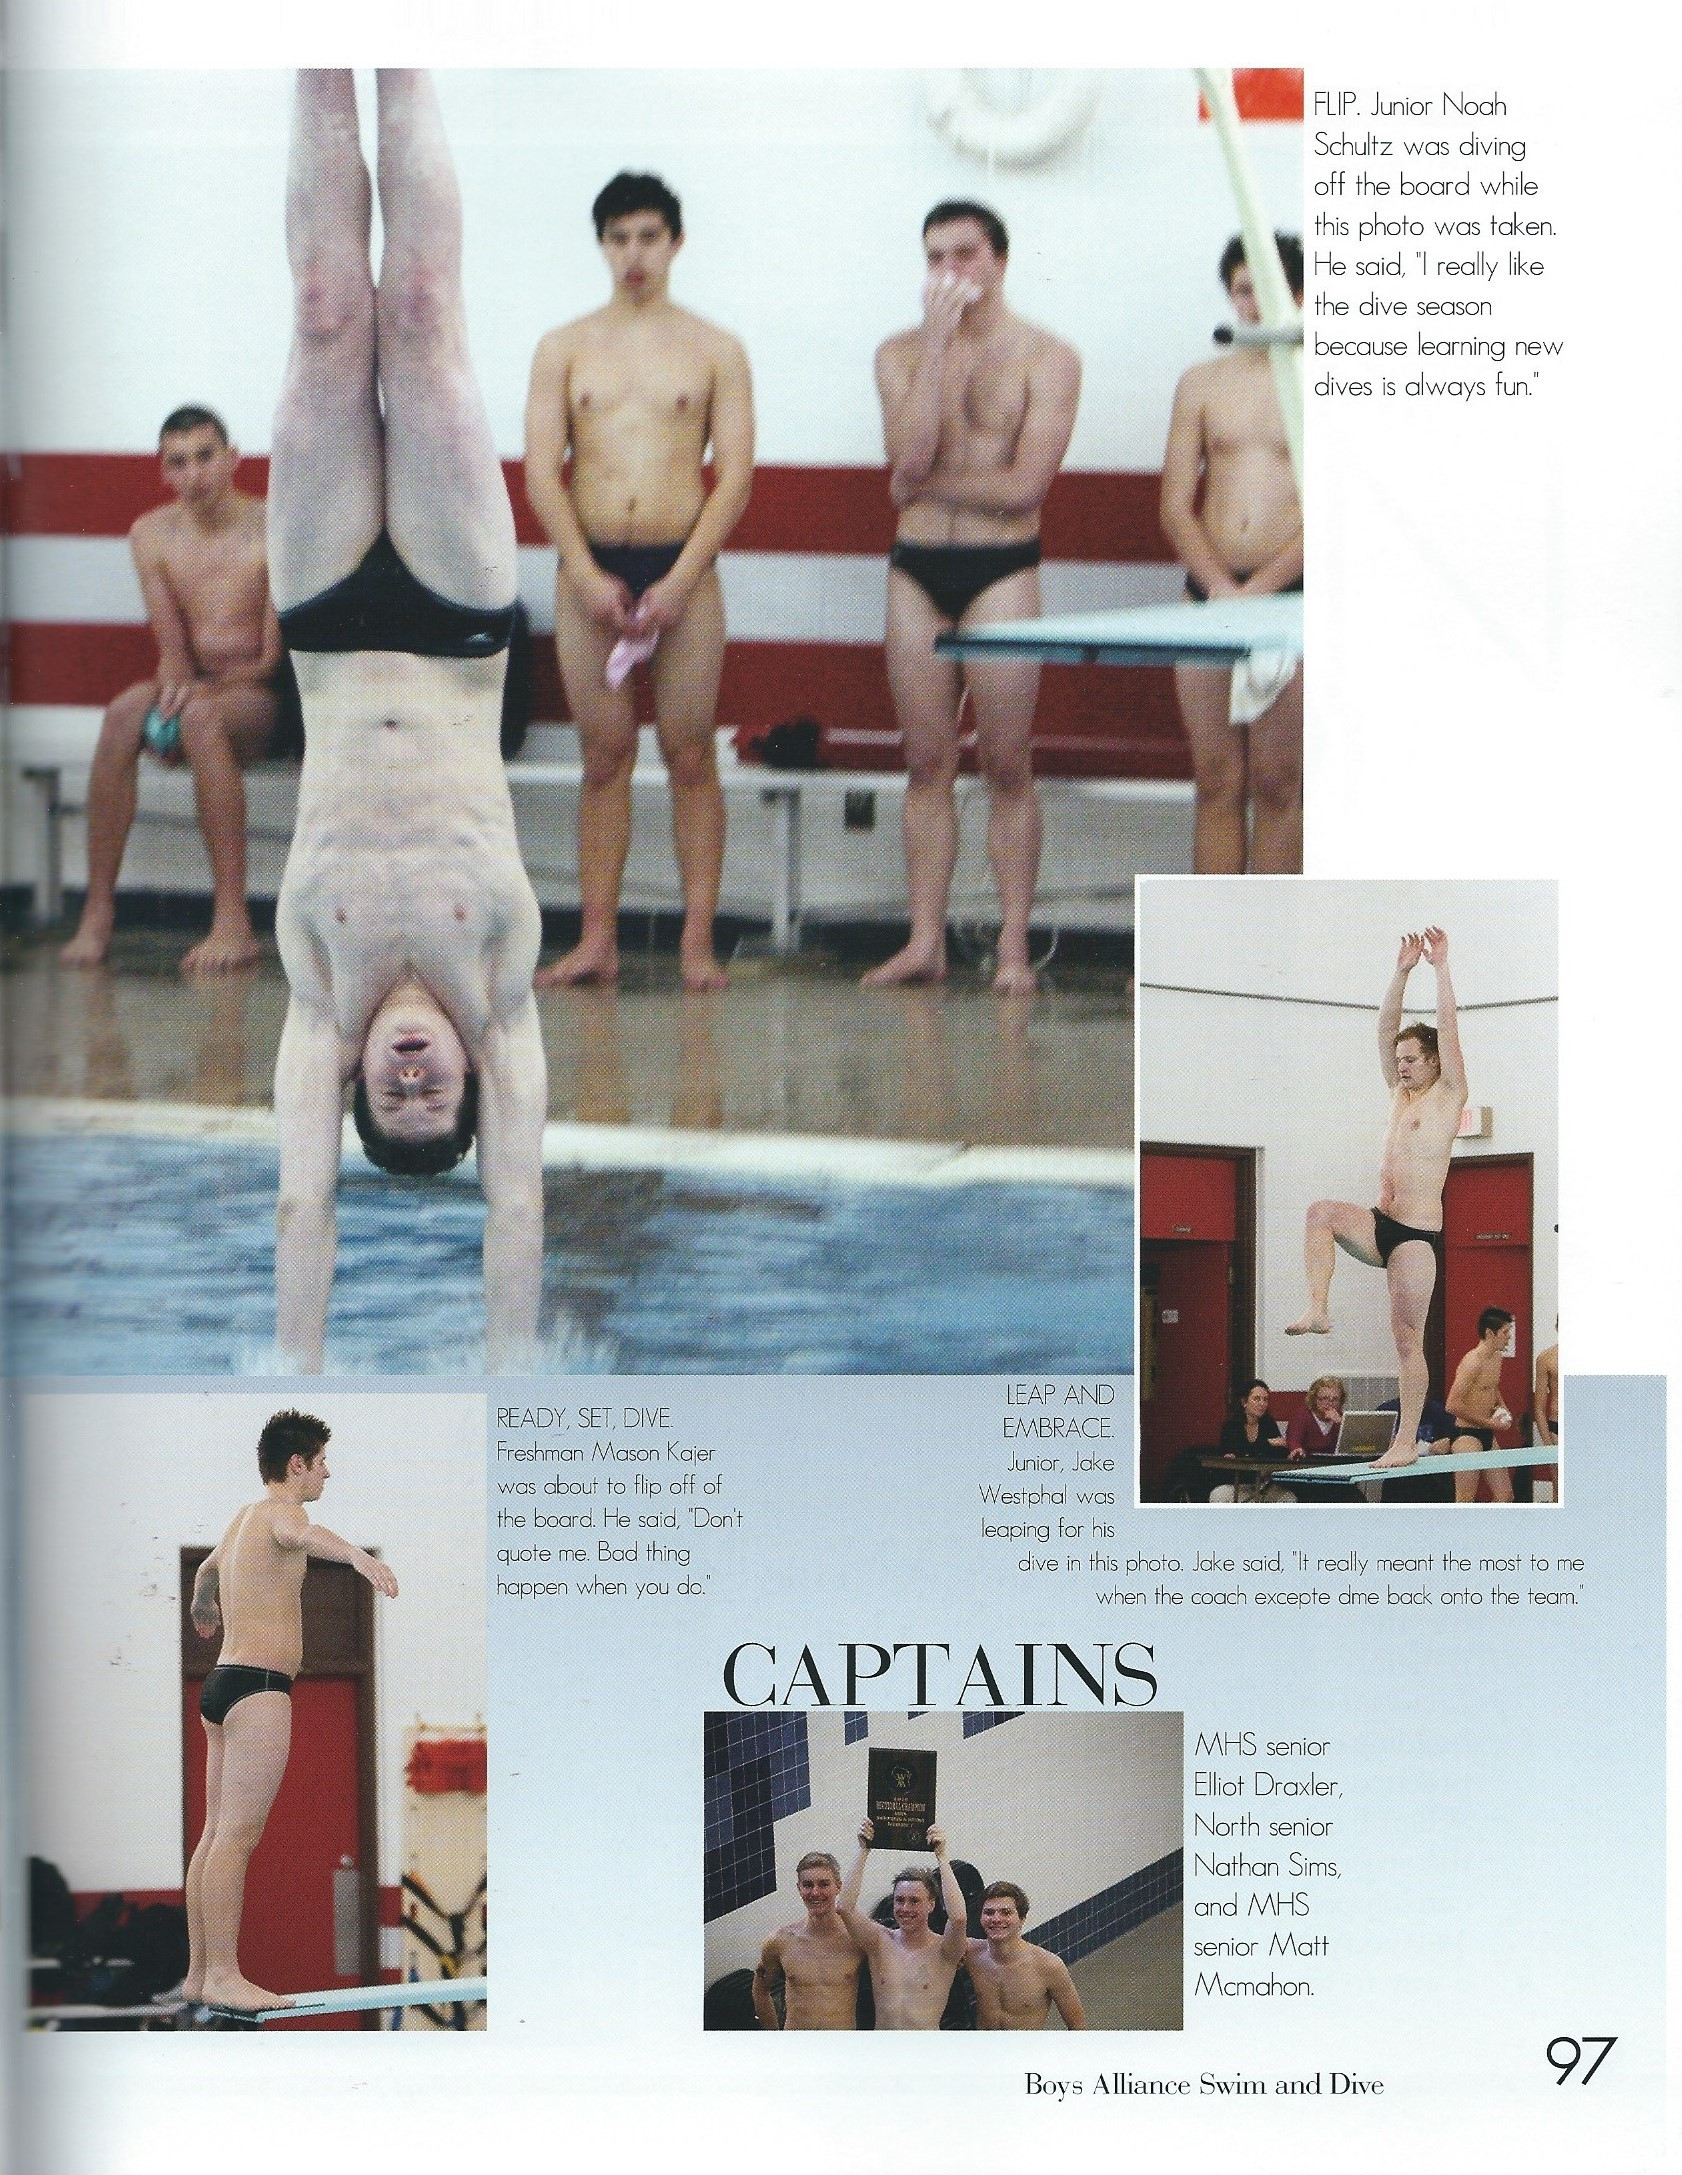 FLIP. Junior Noah
Schultz was diving
off the board while
this photo was taken.
He said, "I really like
the dive season
because learning new
dives is always fun."
READY, SET, DIVE.
Freshman Mason Kajer
was about to flip off of
the board. He said, "Don't
quote me. Bad thing
happen when you do."
LEAP AND
EMBRACE.
Junior, Jake
Westphal was
leaping for his
dive in this photo. Jake said, "It really meant the most to me
when the coach excepte dme back onto the team."
CAPTAINS
MHS senior
Elliot Draxler,
North senior
Nathan Sims,
and MHS
senior Matt
Mcmahon.
Boys Alliance Swim and Dive
97